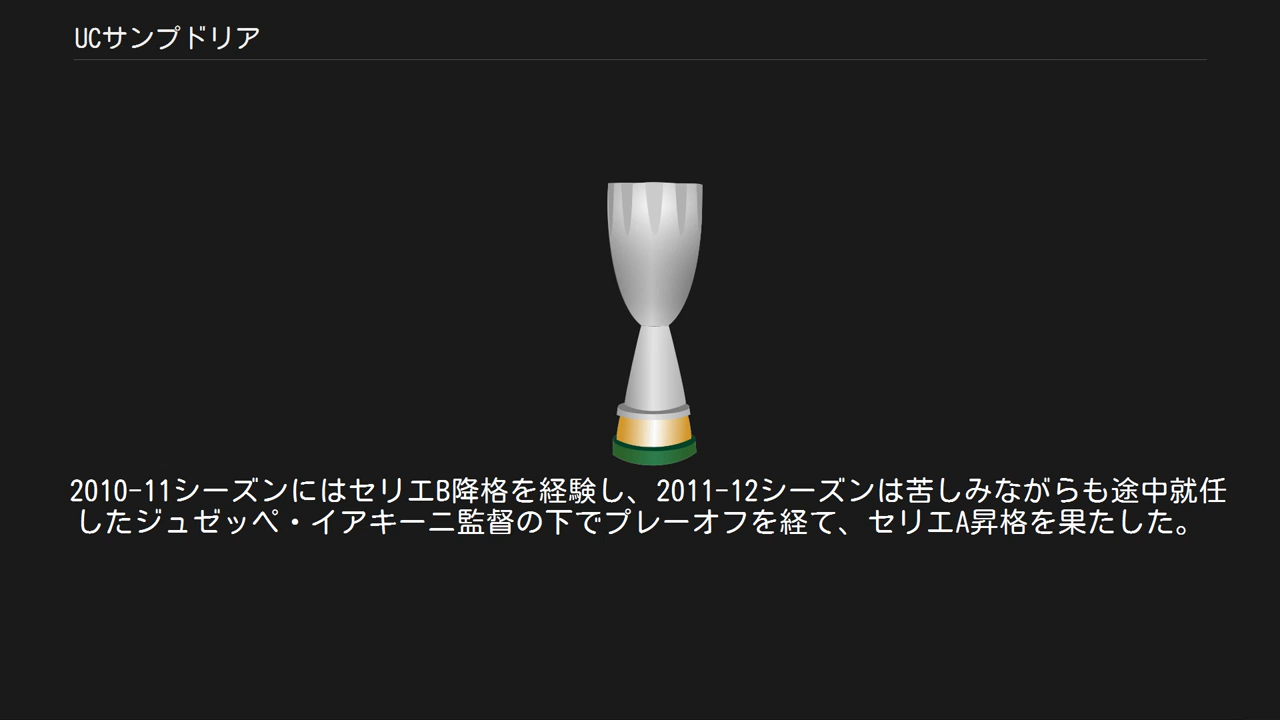 UCサンプドリア
2010-11シーズンにはセリエB降格を経験し、2011-12シーズンは苦しみながらも途中就任
したジュゼッペ・イアキーニ監督の下でプレーオフを経て、セリエA昇格を果たした。